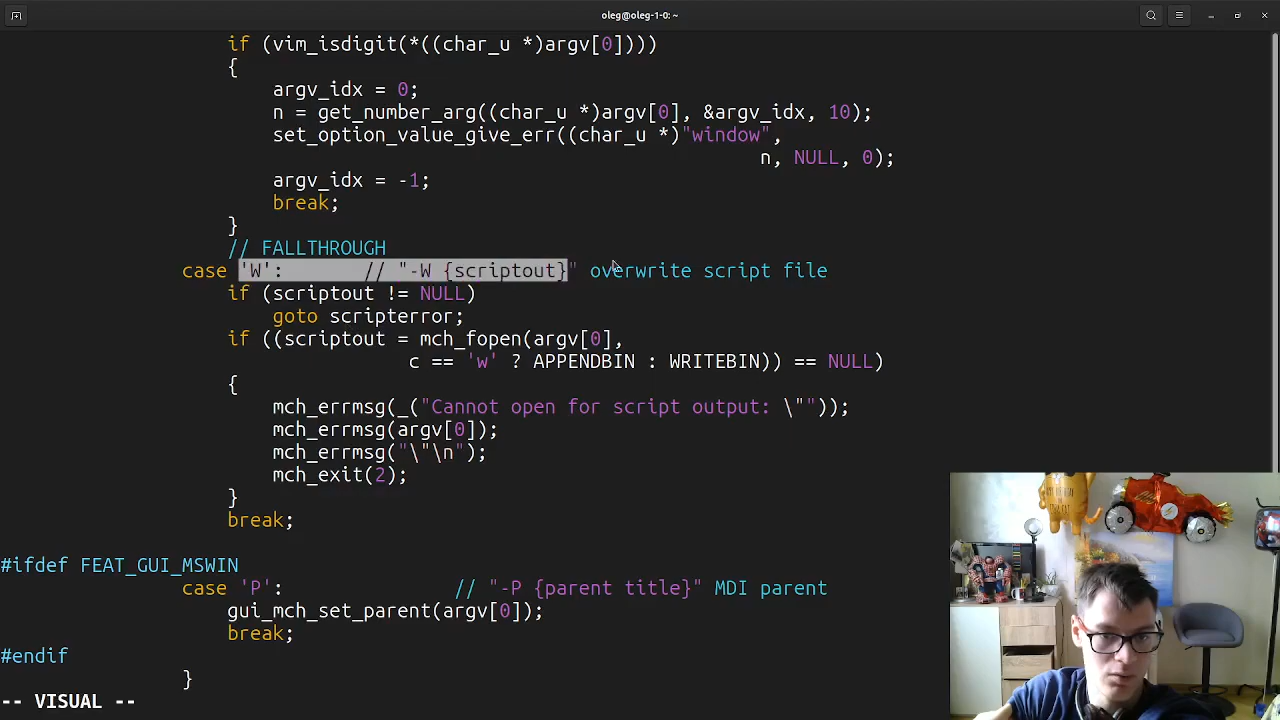 oleg@oleg-1-0: ~
if (vim_isdigit(*((char_u *)argv[0])))
{
argv_idx = 0;
n = get_number_arg((char_u *)argv[0], &argv_idx, 10);
set_option_value_give_err((char_u *)"window",
n, NULL, 0);
argv_idx = -1;
break;
}
// FALLTHROUGH
case 'W': // "-W {scriptout}" overwrite script file
if (scriptout != NULL)
goto scripterror;
if ((scriptout = mch_fopen(argv[0],
c == 'w' ? APPENDBIN : WRITEBIN)) == NULL)
{
mch_errmsg(_("Cannot open for script output: \""));
mch_errmsg(argv[0]);
mch_errmsg("\"\n");
mch_exit(2);
}
break;
#ifdef FEAT_GUI_MSWIN
case 'P': // "-P {parent title}" MDI parent
gui_mch_set_parent(argv[0]);
break;
#endif
}
-- VISUAL --